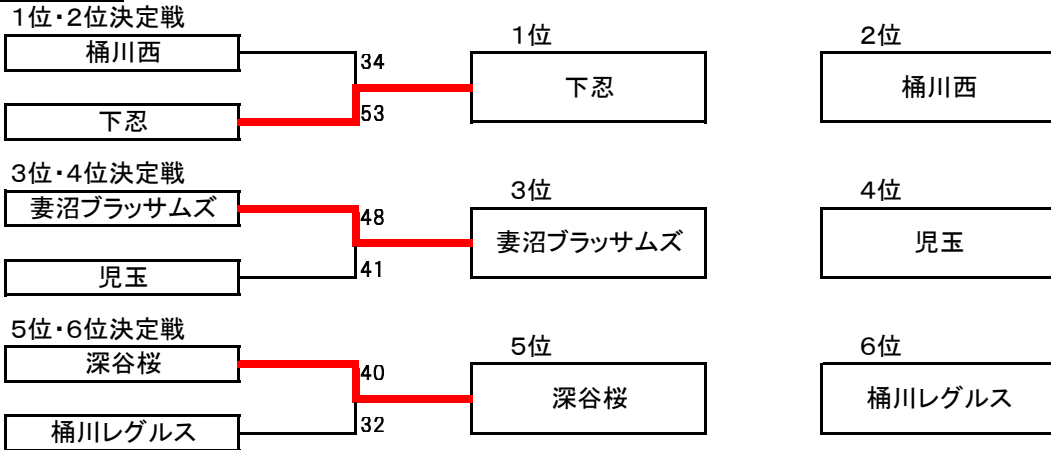 1位・2位決定戦
桶川西
34
1位
下忍
2位
桶川西
下忍
53
3位・4位決定戦
妻沼ブラッサムズ
48
3位
妻沼ブラッサムズ
4位
児玉
児玉
41
5位・6位決定戦
深谷桜
40
5位
深谷桜
6位
桶川レグルス
桶川レグルス
32